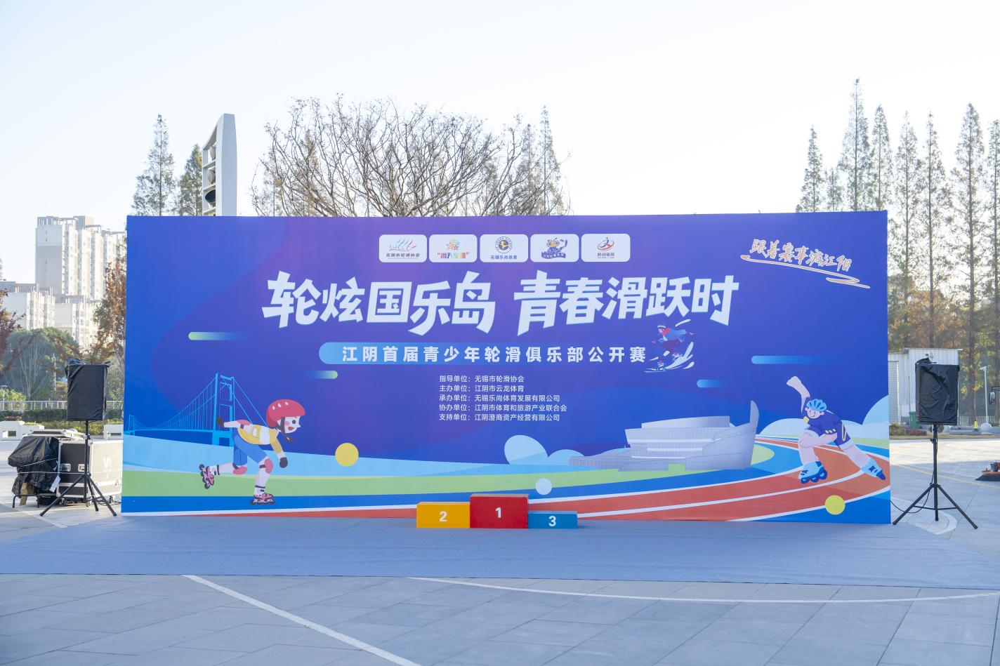 无锡市轮滑协会
无锡乐尚体育
跃动滑翔
跟着赛事游江阴
轮炫国乐岛 青春滑跃时
江阴首届青少年轮滑俱乐部公开赛
指导单位：无锡市轮滑协会
主办单位：江阴市云龙体育
承办单位：无锡乐尚体育发展有限公司
协办单位：江阴市体育和旅游产业联合会
支持单位：江阴澄商资产经营有限公司
2
1
3